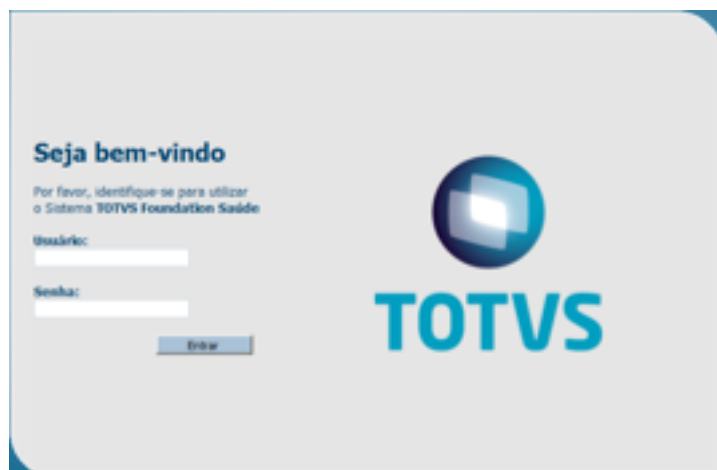 Seja bem-vindo
Por favor, identifique-se para utilizar
o Sistema TOTVS Foundation Saúde
Usuário:
Senha:
Entrar
TOTVS